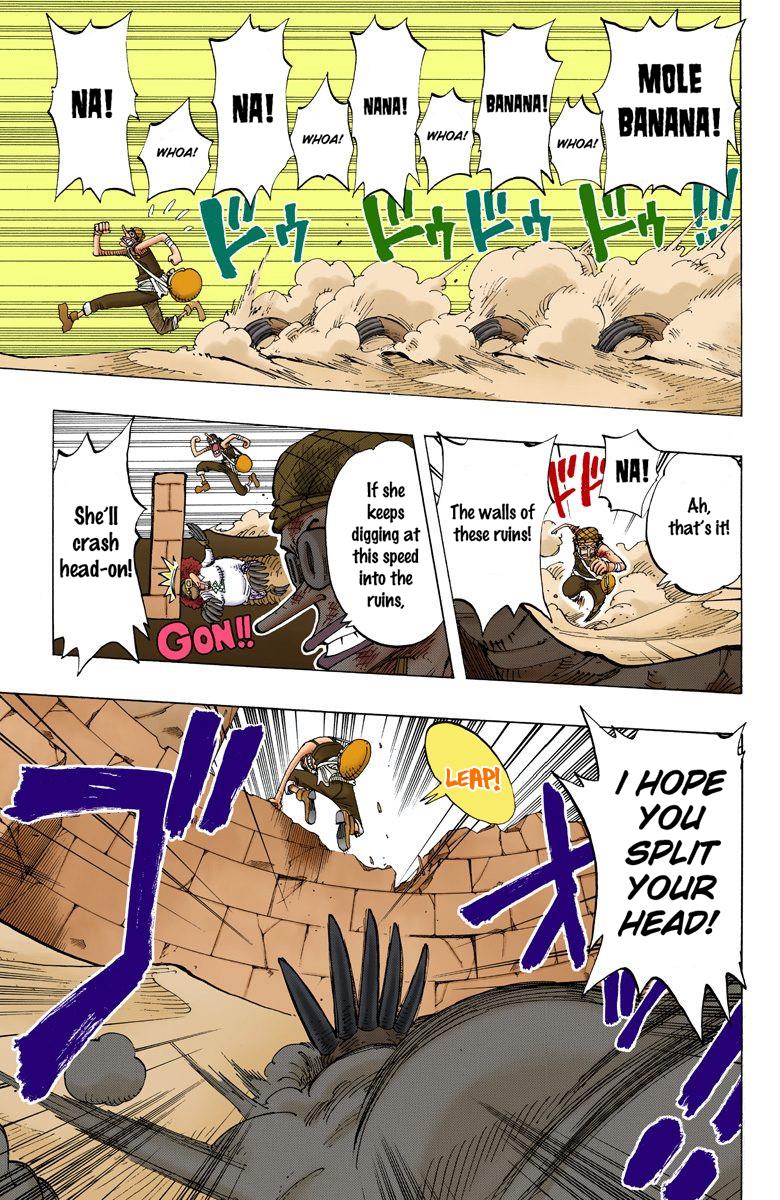 MOLE
BANANA!
WHOA!
BANANA!
WHOA!
NANA!
WHOA!
NA!
WHOA!
NA!
ドゥ
ドゥ
ドゥ
ドゥ
!!!
Ah,
that's it!
NA!
ドド
The walls of
these ruins!
If she
keeps
digging at
this speed
into the
ruins,
GON!!
She'll
crash
head-on!
I HOPE
YOU
SPLIT
YOUR
HEAD!
LEAP!
ブオッ!!